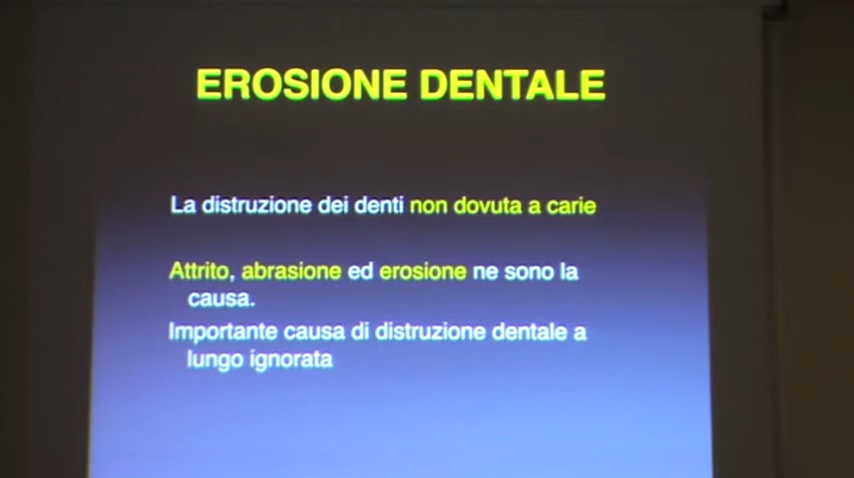 EROSIONE DENTALE
La distruzione dei denti non dovuta a carie
Attrito, abrasione ed erosione ne sono la
causa.
Importante causa di distruzione dentale a
lungo ignorata